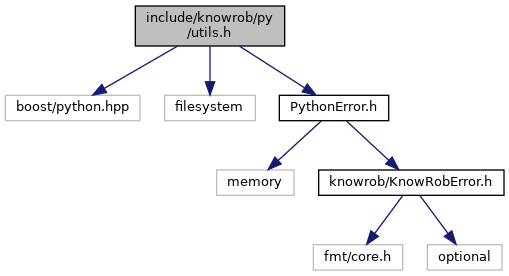 include/knowrob/py
/utils.h
boost/python.hpp
filesystem
PythonError.h
memory
knowrob/KnowRobError.h
fmt/core.h
optional